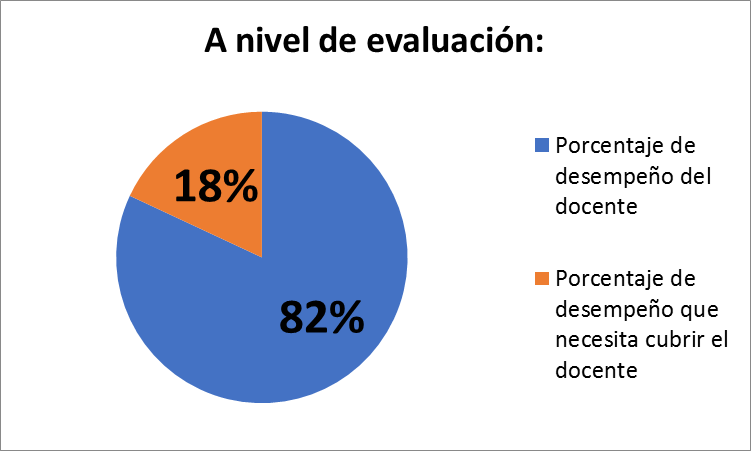 A nivel de evaluación:
18%
82%
Porcentaje de
desempeño del
docente
Porcentaje de
desempeño que
necesita cubrir el
docente